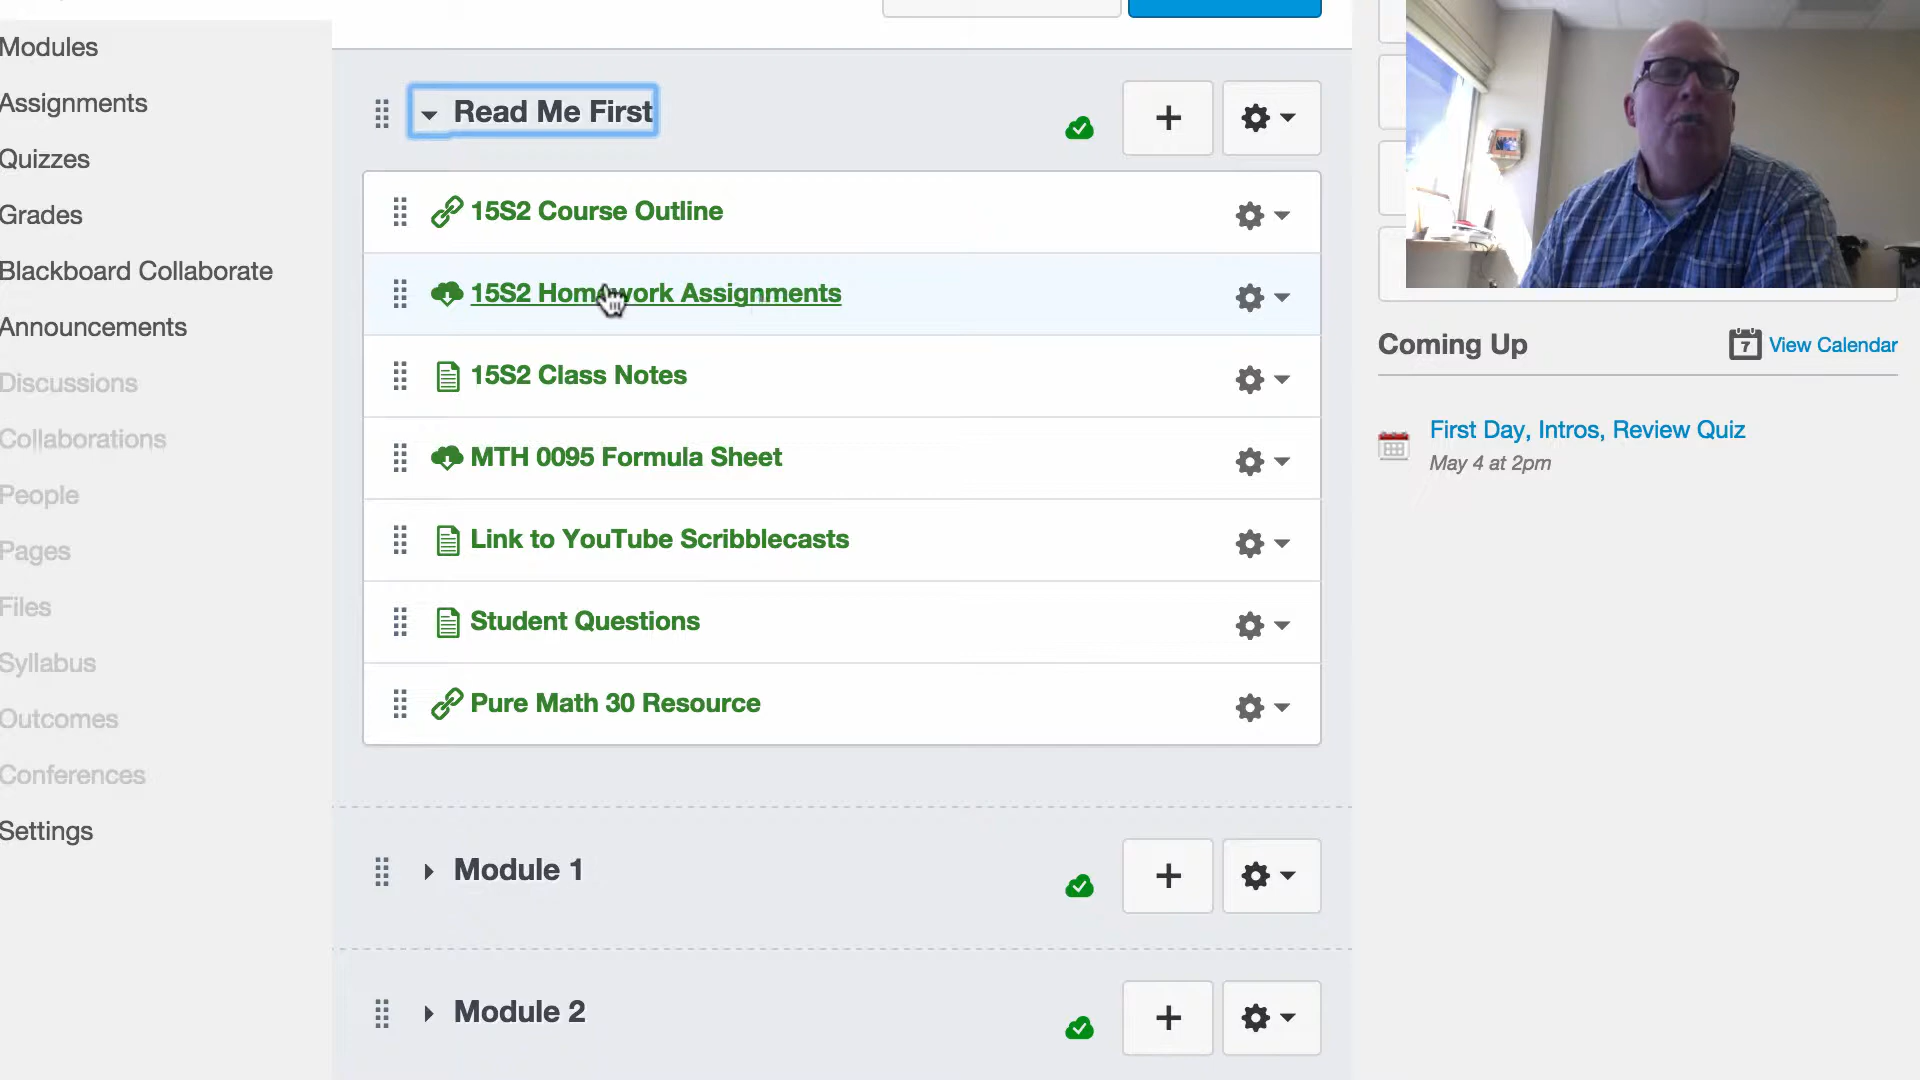 Modules
Assignments
Quizzes
Grades
Blackboard Collaborate
Announcements
Discussions
Collaborations
People
Pages
Files
Syllabus
Outcomes
Conferences
Settings
Read Me First
15S2 Course Outline
15S2 Homework Assignments
15S2 Class Notes
MTH 0095 Formula Sheet
Link to YouTube Scribblecasts
Student Questions
Pure Math 30 Resource
Module 1
Module 2
Coming Up
7 View Calendar
First Day, Intros, Review Quiz
May 4 at 2pm